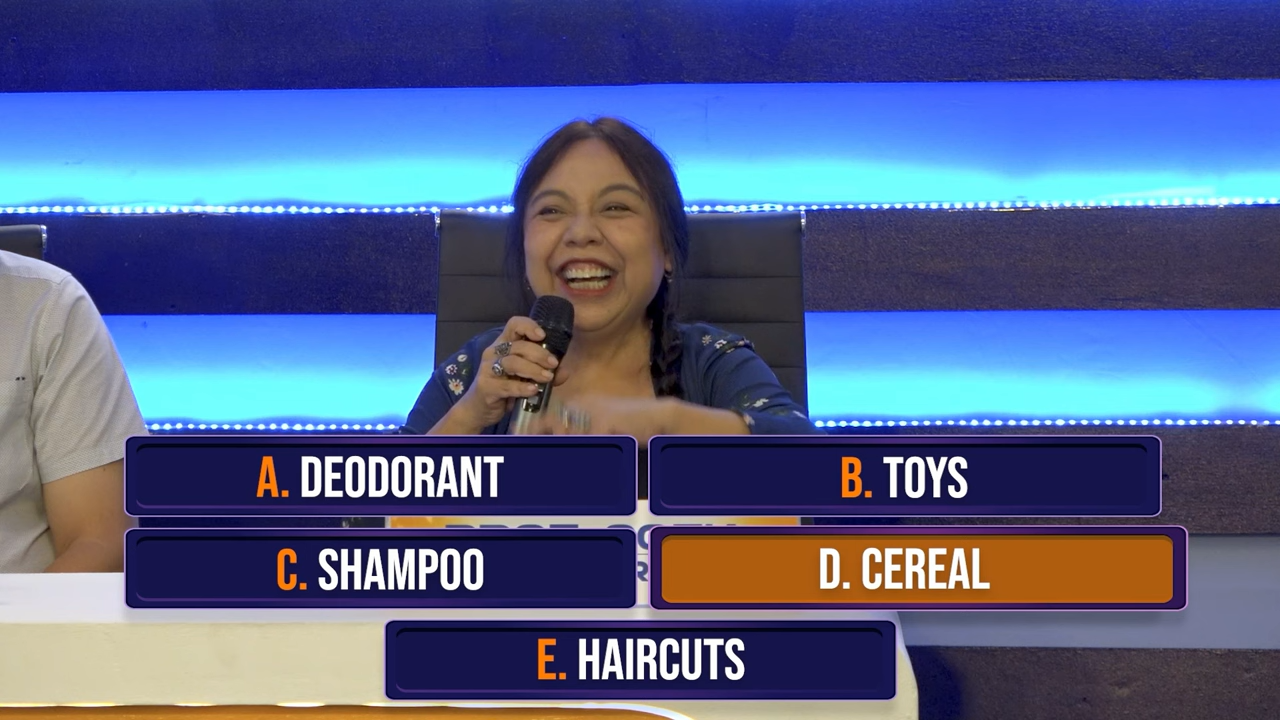 A. DEODORANT
B. TOYS
C. SHAMPOO
D. CEREAL
E. HAIRCUTS